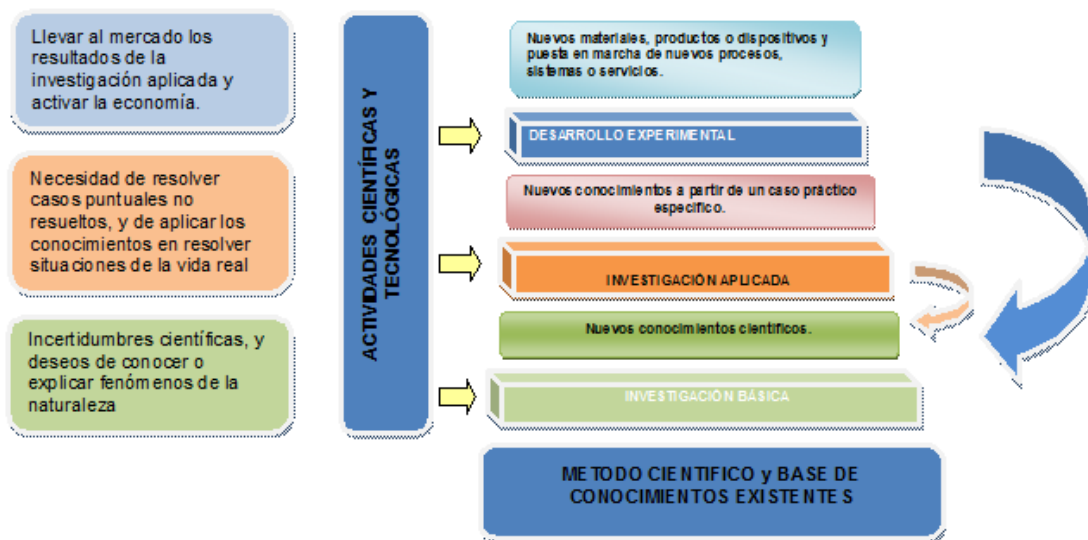 Llevar al mercado los
resultados de la
investigación aplicada y
activar la economía.
Necesidad de resolver
casos puntuales no
resueltos, y de aplicar los
conocimientos en resolver
situaciones de la vida real
Incertidumbres científicas, y
deseos de conocer o
explicar fenómenos de la
naturaleza
ACTIVIDADES CIENTÍFICAS Y
TECNOLÓGICAS
Nuevos materiales, productos o dispositivos y
puesta en marcha de nuevos procesos,
sistemas o servicios.
DESARROLLO EXPERIMENTAL
Nuevos conocimientos a partir de un caso práctico
específico.
INVESTIGACIÓN APLICADA
Nuevos conocimientos científicos.
INVESTIGACIÓN BÁSICA
METODO CIENTIFICO y BASE DE
CONOCIMIENTOS EXISTENTES